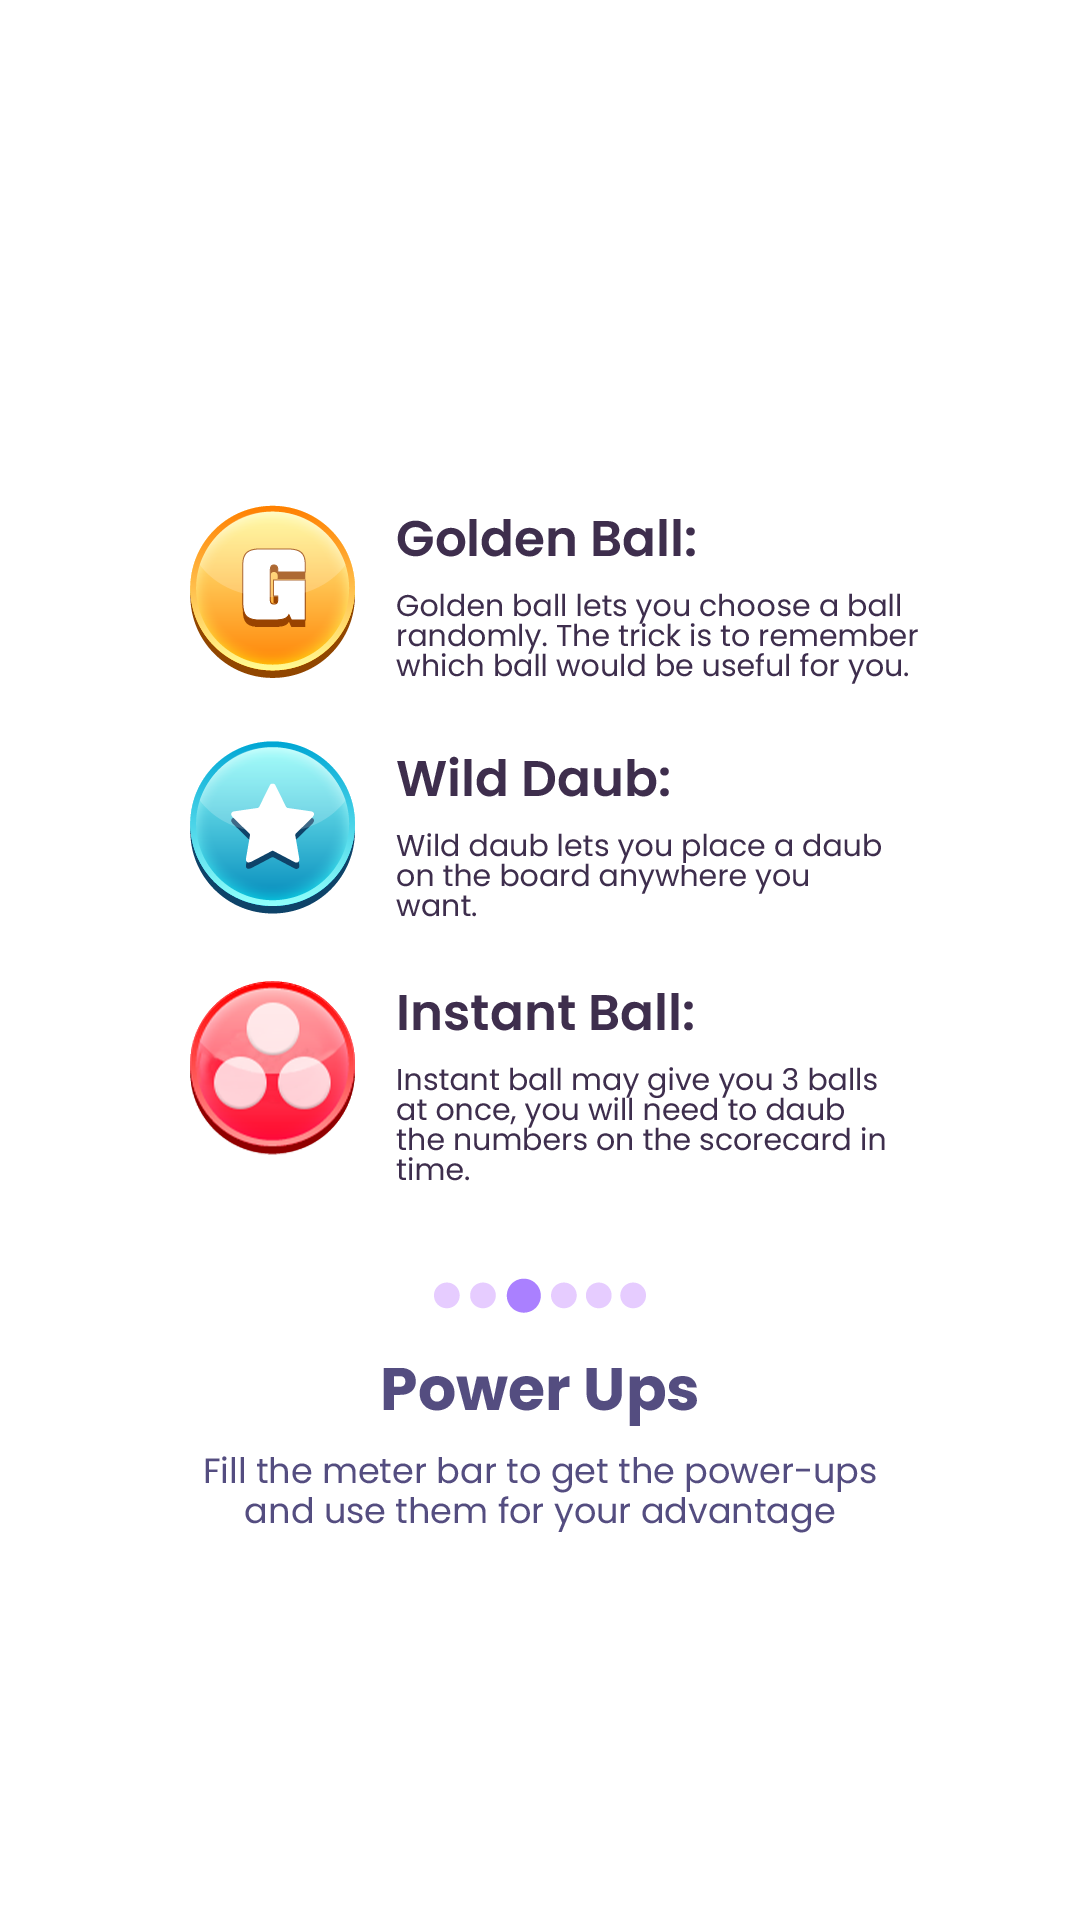 G
Golden Ball:
Golden ball lets you choose a ball
randomly. The trick is to remember
which ball would be useful for you.
Wild Daub:
Wild daub lets you place a daub
on the board anywhere you
want.
Instant Ball:
Instant ball may give you 3 balls
at once, you will need to daub
the numbers on the scorecard in
time.
Power Ups
Fill the meter bar to get the power-ups
and use them for your advantage